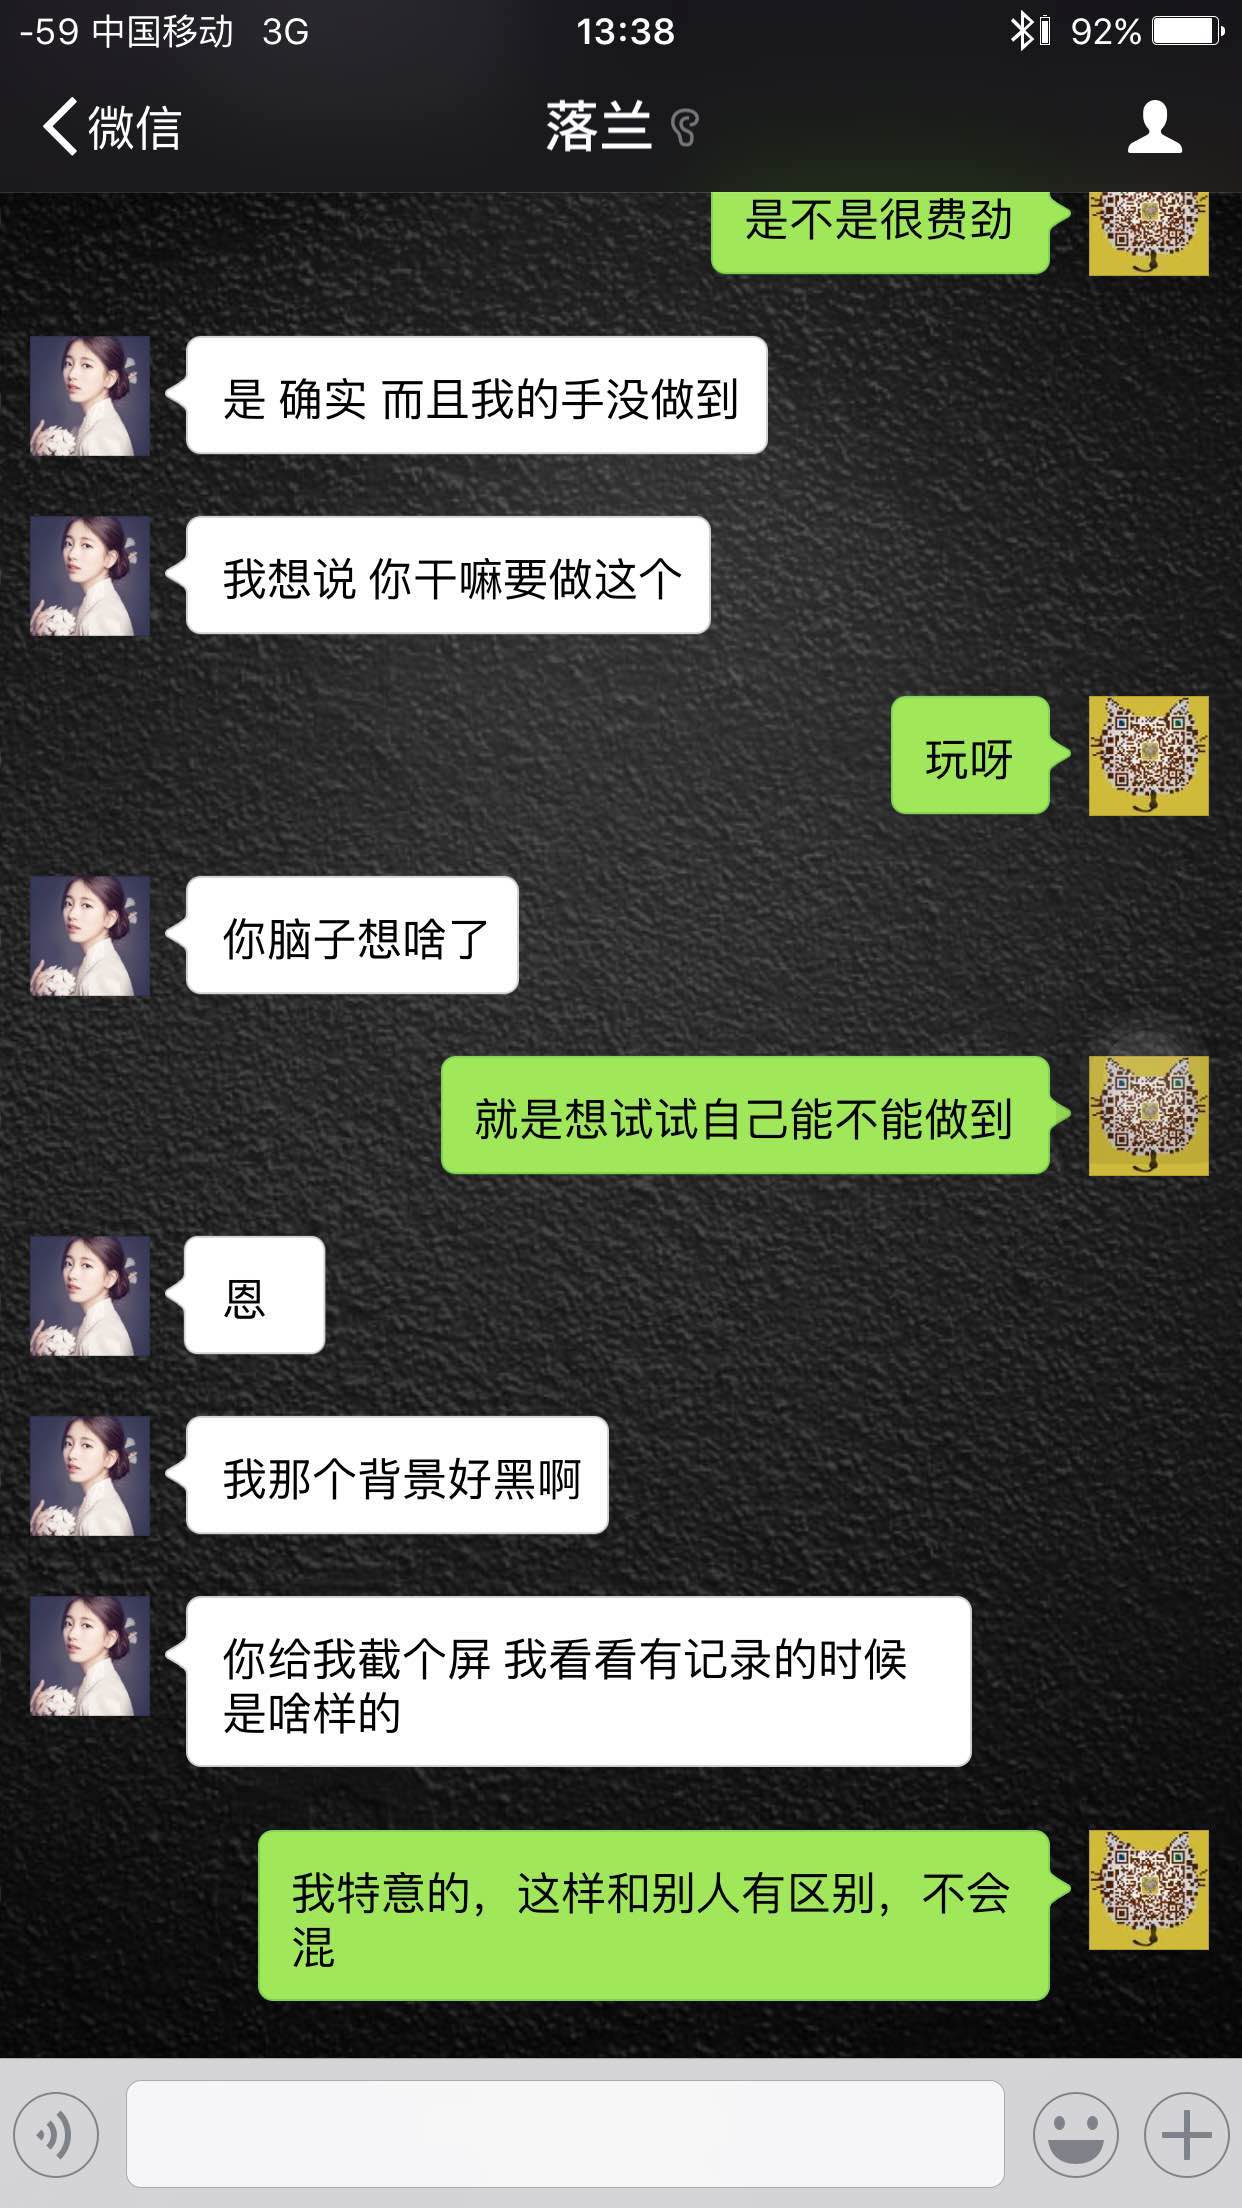 -59 中国移动 3G 13:38 92%
微信 落兰
是不是很费劲
是 确实 而且我的手没做到
我想说 你干嘛要做这个
玩呀
你脑子想啥了
就是想试试自己能不能做到
恩
我那个背景好黑啊
你给我截个屏 我看看有记录的时候
是啥样的
我特意的，这样和别人有区别，不会
混